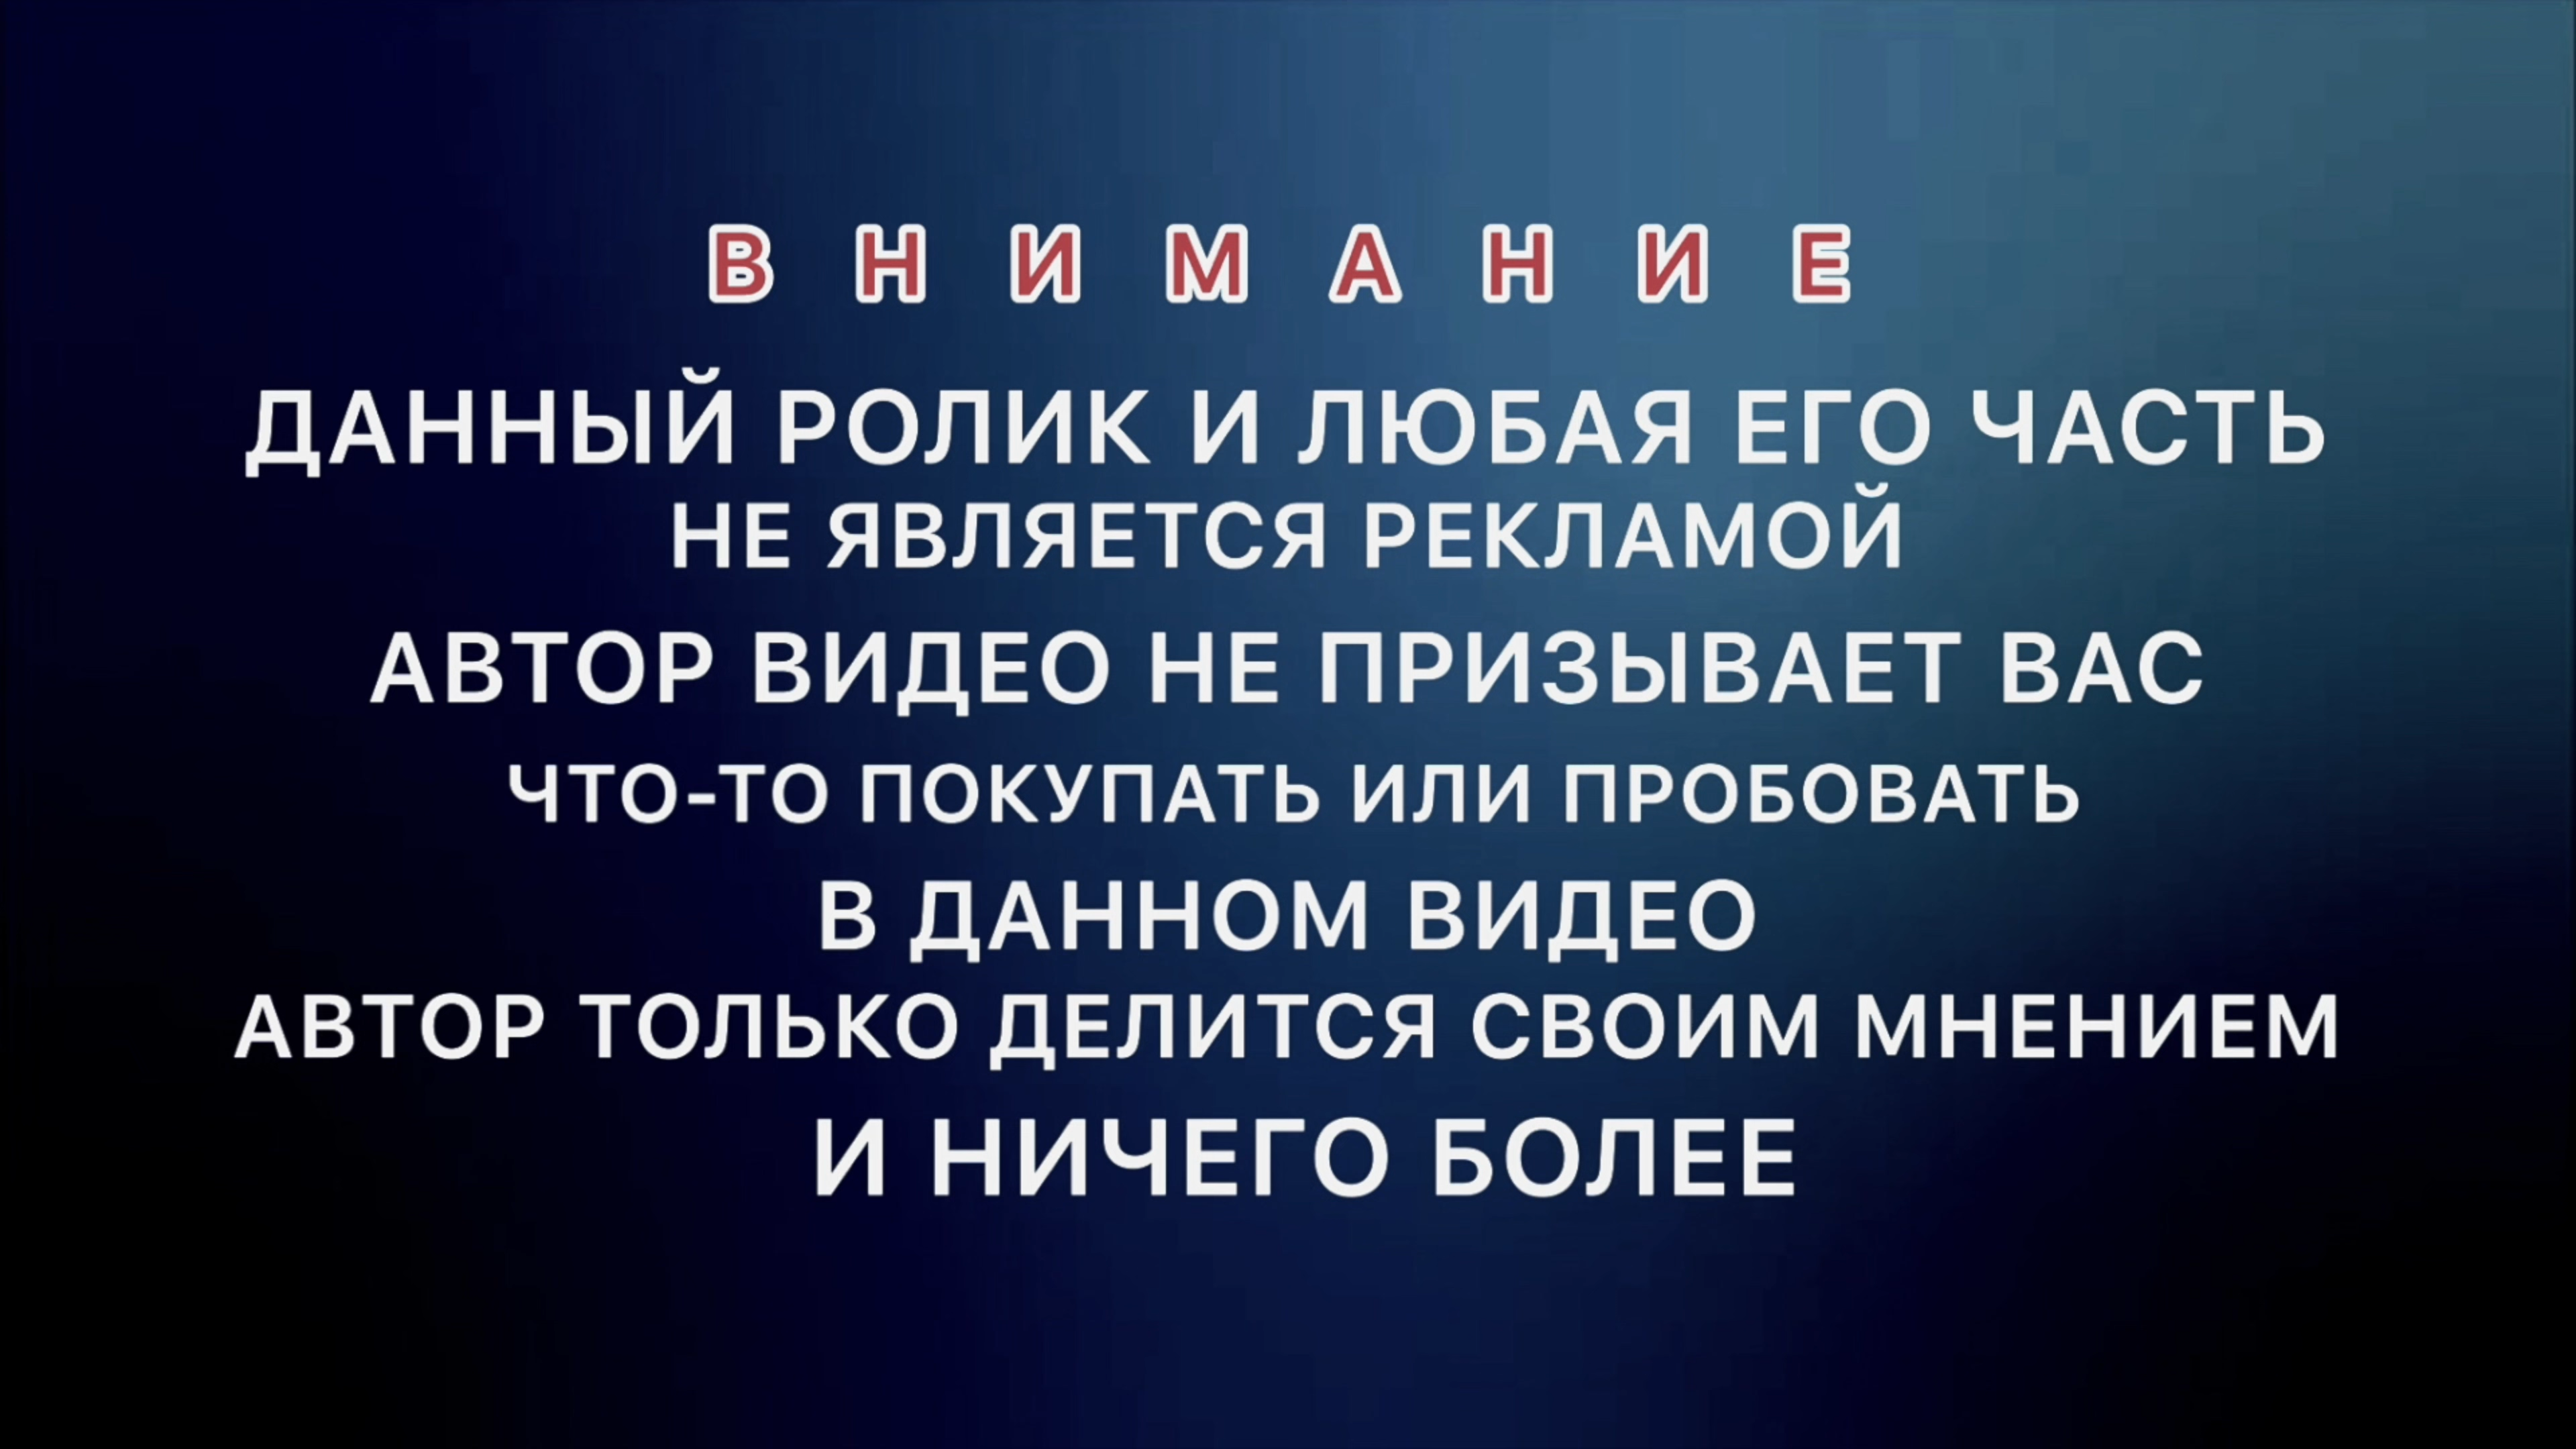 ВНИМАНИЕ
ДАННЫЙ РОЛИК И ЛЮБАЯ ЕГО ЧАСТЬ
НЕ ЯВЛЯЕТСЯ РЕКЛАМОЙ
АВТОР ВИДЕО НЕ ПРИЗЫВАЕТ ВАС
ЧТО-ТО ПОКУПАТЬ ИЛИ ПРОБОВАТЬ
В ДАННОМ ВИДЕО
АВТОР ТОЛЬКО ДЕЛИТСЯ СВОИМ МНЕНИЕМ
И НИЧЕГО БОЛЕЕ